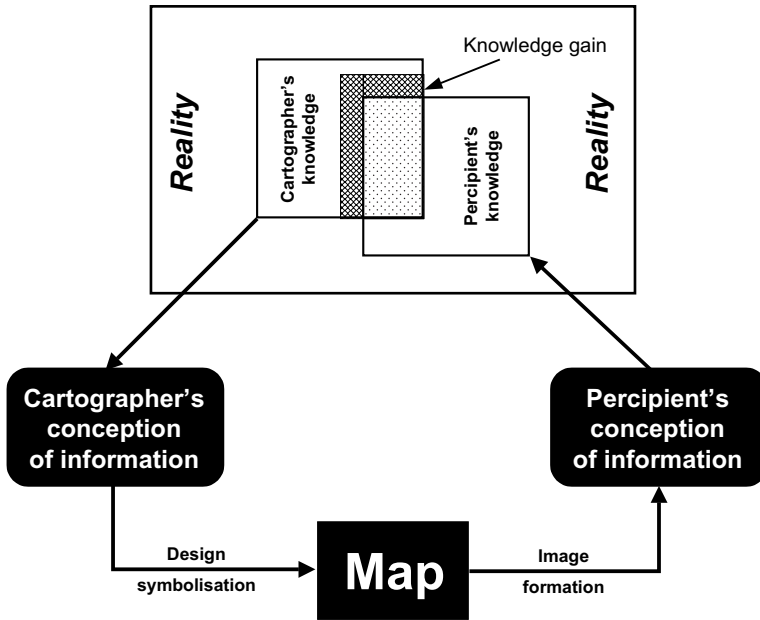 Knowledge gain
Reality
Cartographer's
knowledge
Percipient's
knowledge
Reality
Cartographer's
conception
of information
Percipient's
conception
of information
Design
symbolisation
Map
Image
formation